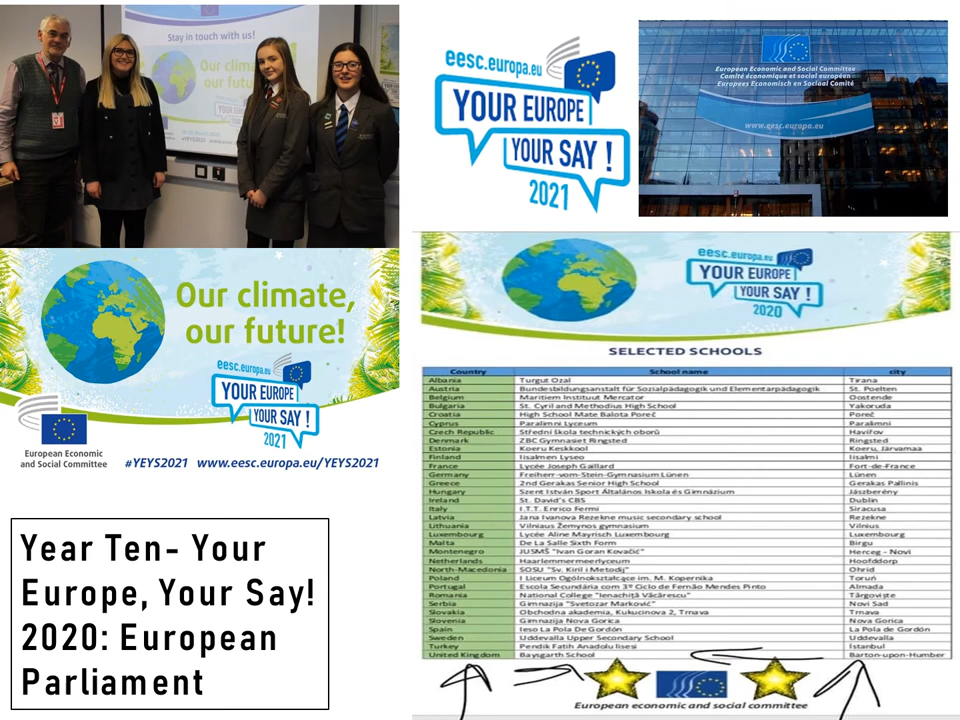 Stay in touch with us!
Our clim
our futu
eesc.europa.eu
YOUR EUROPE
YOUR SAY !
2021
European Economic and Social Committee
Comité économique et social européen
Europees Economisch en Sociaal Comité
www.eesc.europa.eu
Our climate,
our future!
eesc.europa.eu
YOUR EUROPE
YOUR SAY !
2021
European Economic
and Social Committee
#YEYS2021 www.eesc.europa.eu/YEYS2021
Year Ten- Your
Europe, Your Say!
2020: European
Parliament
eesc.europa.eu
YOUR EUROPE
YOUR SAY !
2020
SELECTED SCHOOLS
Country School name city
Albania Turgut Ozal Tirana
Austria Bundesbildungsanstalt für Sozialpädagogik und Elementarpädagogik St. Poelten
Belgium Maritiem Instituut Mercator Oostende
Bulgaria St. Cyril and Methodius High School Yakoruda
Croatia High School Mate Balota Poreč Poreč
Cyprus Paralimni Lyceum Paralimni
Czech Republic Střední škola technických oborů Havířov
Denmark ZBC Gymnasiet Ringsted Ringsted
Estonia Koeru Keskkool Koeru, Järvamaa
Finland Iisalmen Lyseo Iisalmi
France Lycée Joseph Gaillard Fort-de-France
Germany Freiherr-vom-Stein-Gymnasium Lünen Lünen
Greece 2nd Gerakas Senior High School Gerakas Pallinis
Hungary Szent István Sport Általános Iskola és Gimnázium Jászberény
Ireland St. David's CBS Dublin
Italy I.T.T. Enrico Fermi Siracusa
Latvia Jana Ivanova Rezekne music secondary school Rezekne
Lithuania Vilniaus Žemynos gymnasium Vilnius
Luxembourg Lycée Aline Mayrisch Luxembourg Luxembourg
Malta De La Salle Sixth Form Birgu
Montenegro JUSMŠ "Ivan Goran Kovačić" Herceg - Novi
Netherlands Haarlemmermeerlyceum Hoofddorp
North-Macedonia SOSU "Sv. Kiril i Metodij" Ohrid
Poland I Liceum Ogólnokształcące im. M. Kopernika Toruń
Portugal Escola Secundária com 3º Ciclo de Fernão Mendes Pinto Almada
Romania National College "Ienachiță Văcărescu" Târgoviște
Serbia Gimnazija "Svetozar Marković" Novi Sad
Slovakia Obchodna akademia, Kukucinova 2, Trnava Trnava
Slovenia Gimnazija Nova Gorica Nova Gorica
Spain Ieso La Pola De Gordón La Pola de Gordón
Sweden Uddevalla Upper Secondary School Uddevalla
Turkey Pendik Fatih Anadolu lisesi Istanbul
United Kingdom Baysgarth School Barton-upon-Humber
European economic and social committee